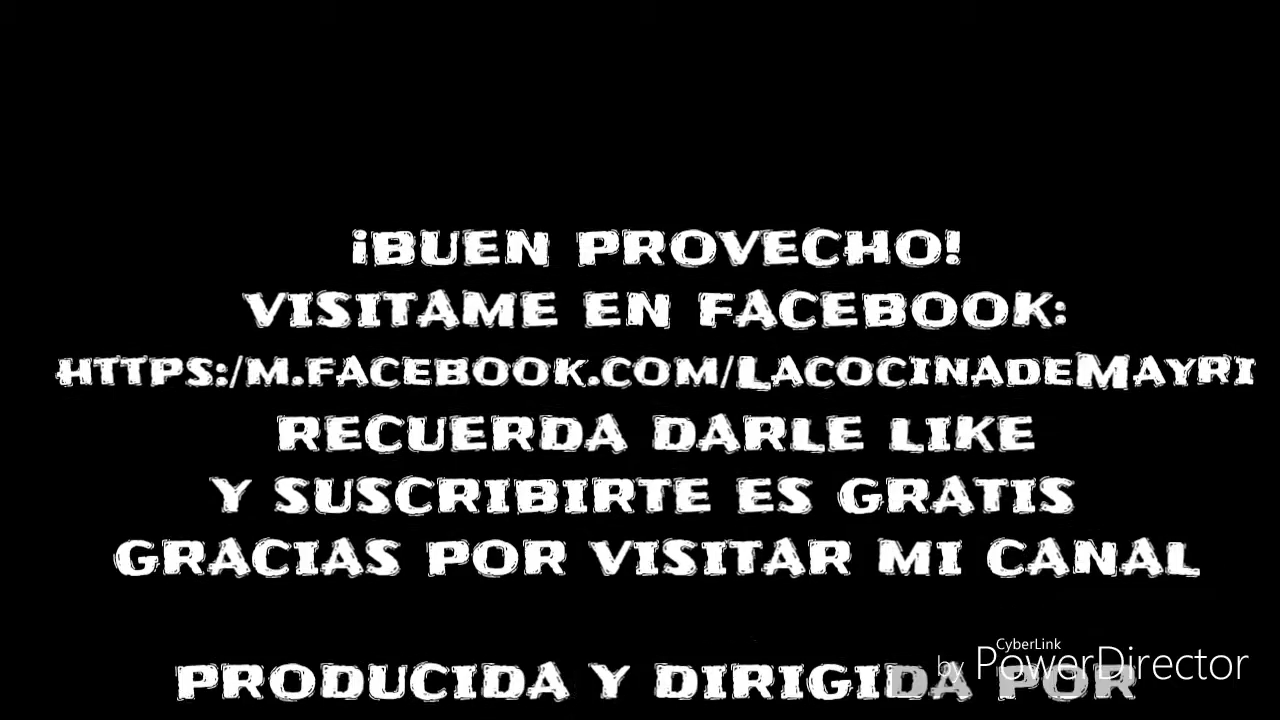 ¡BUEN PROVECHO!
VISITAME EN FACEBOOK:
HTTPS:/M.FACEBOOK.COM/LACOCINADEMAYRI
RECUERDA DARLE LIKE
Y SUSCRIBIRTE ES GRATIS
GRACIAS POR VISITAR MI CANAL
PRODUCIDA Y DIRIGIDA POR
CyberLink
by PowerDirector